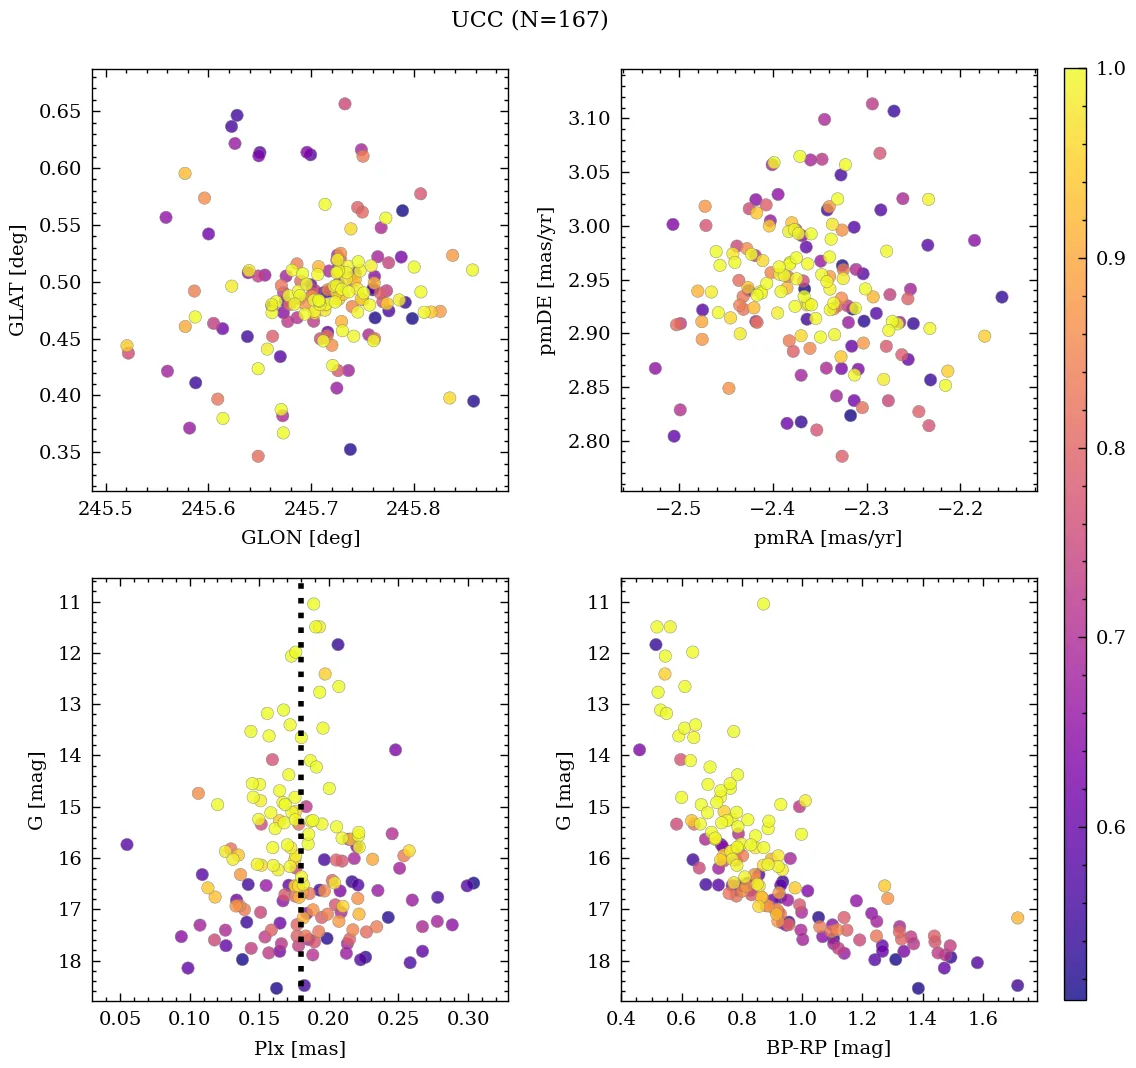 UCC (N=167)
0.65
0.60
0.55
0.50
0.45
0.40
0.35
GLAT [deg]
245.5 245.6 245.7 245.8
GLON [deg]
3.10
3.05
3.00
2.95
2.90
2.85
2.80
pmDE [mas/yr]
−2.5 −2.4 −2.3 −2.2
pmRA [mas/yr]
11
12
13
14
15
16
17
18
G [mag]
0.05 0.10 0.15 0.20 0.25 0.30
Plx [mas]
11
12
13
14
15
16
17
18
G [mag]
0.4 0.6 0.8 1.0 1.2 1.4 1.6
BP-RP [mag]
1.0
0.9
0.8
0.7
0.6